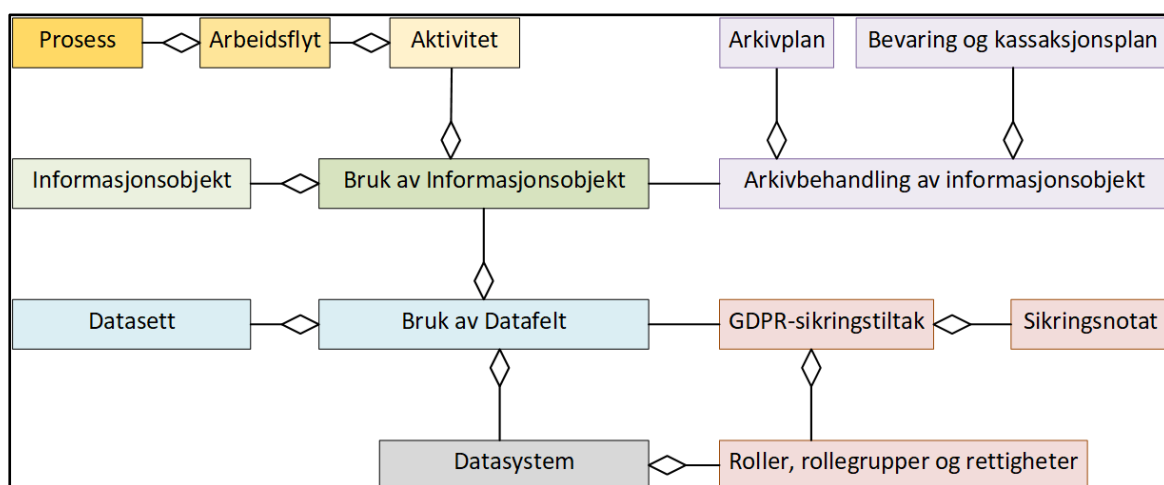 Prosess
Arbeidsflyt
Aktivitet
Arkivplan
Bevaring og kassaksjonsplan
Informasjonsobjekt
Bruk av Informasjonsobjekt
Arkivbehandling av informasjonsobjekt
Datasett
Bruk av Datafelt
GDPR-sikringstiltak
Sikringsnotat
Datasystem
Roller, rollegrupper og rettigheter